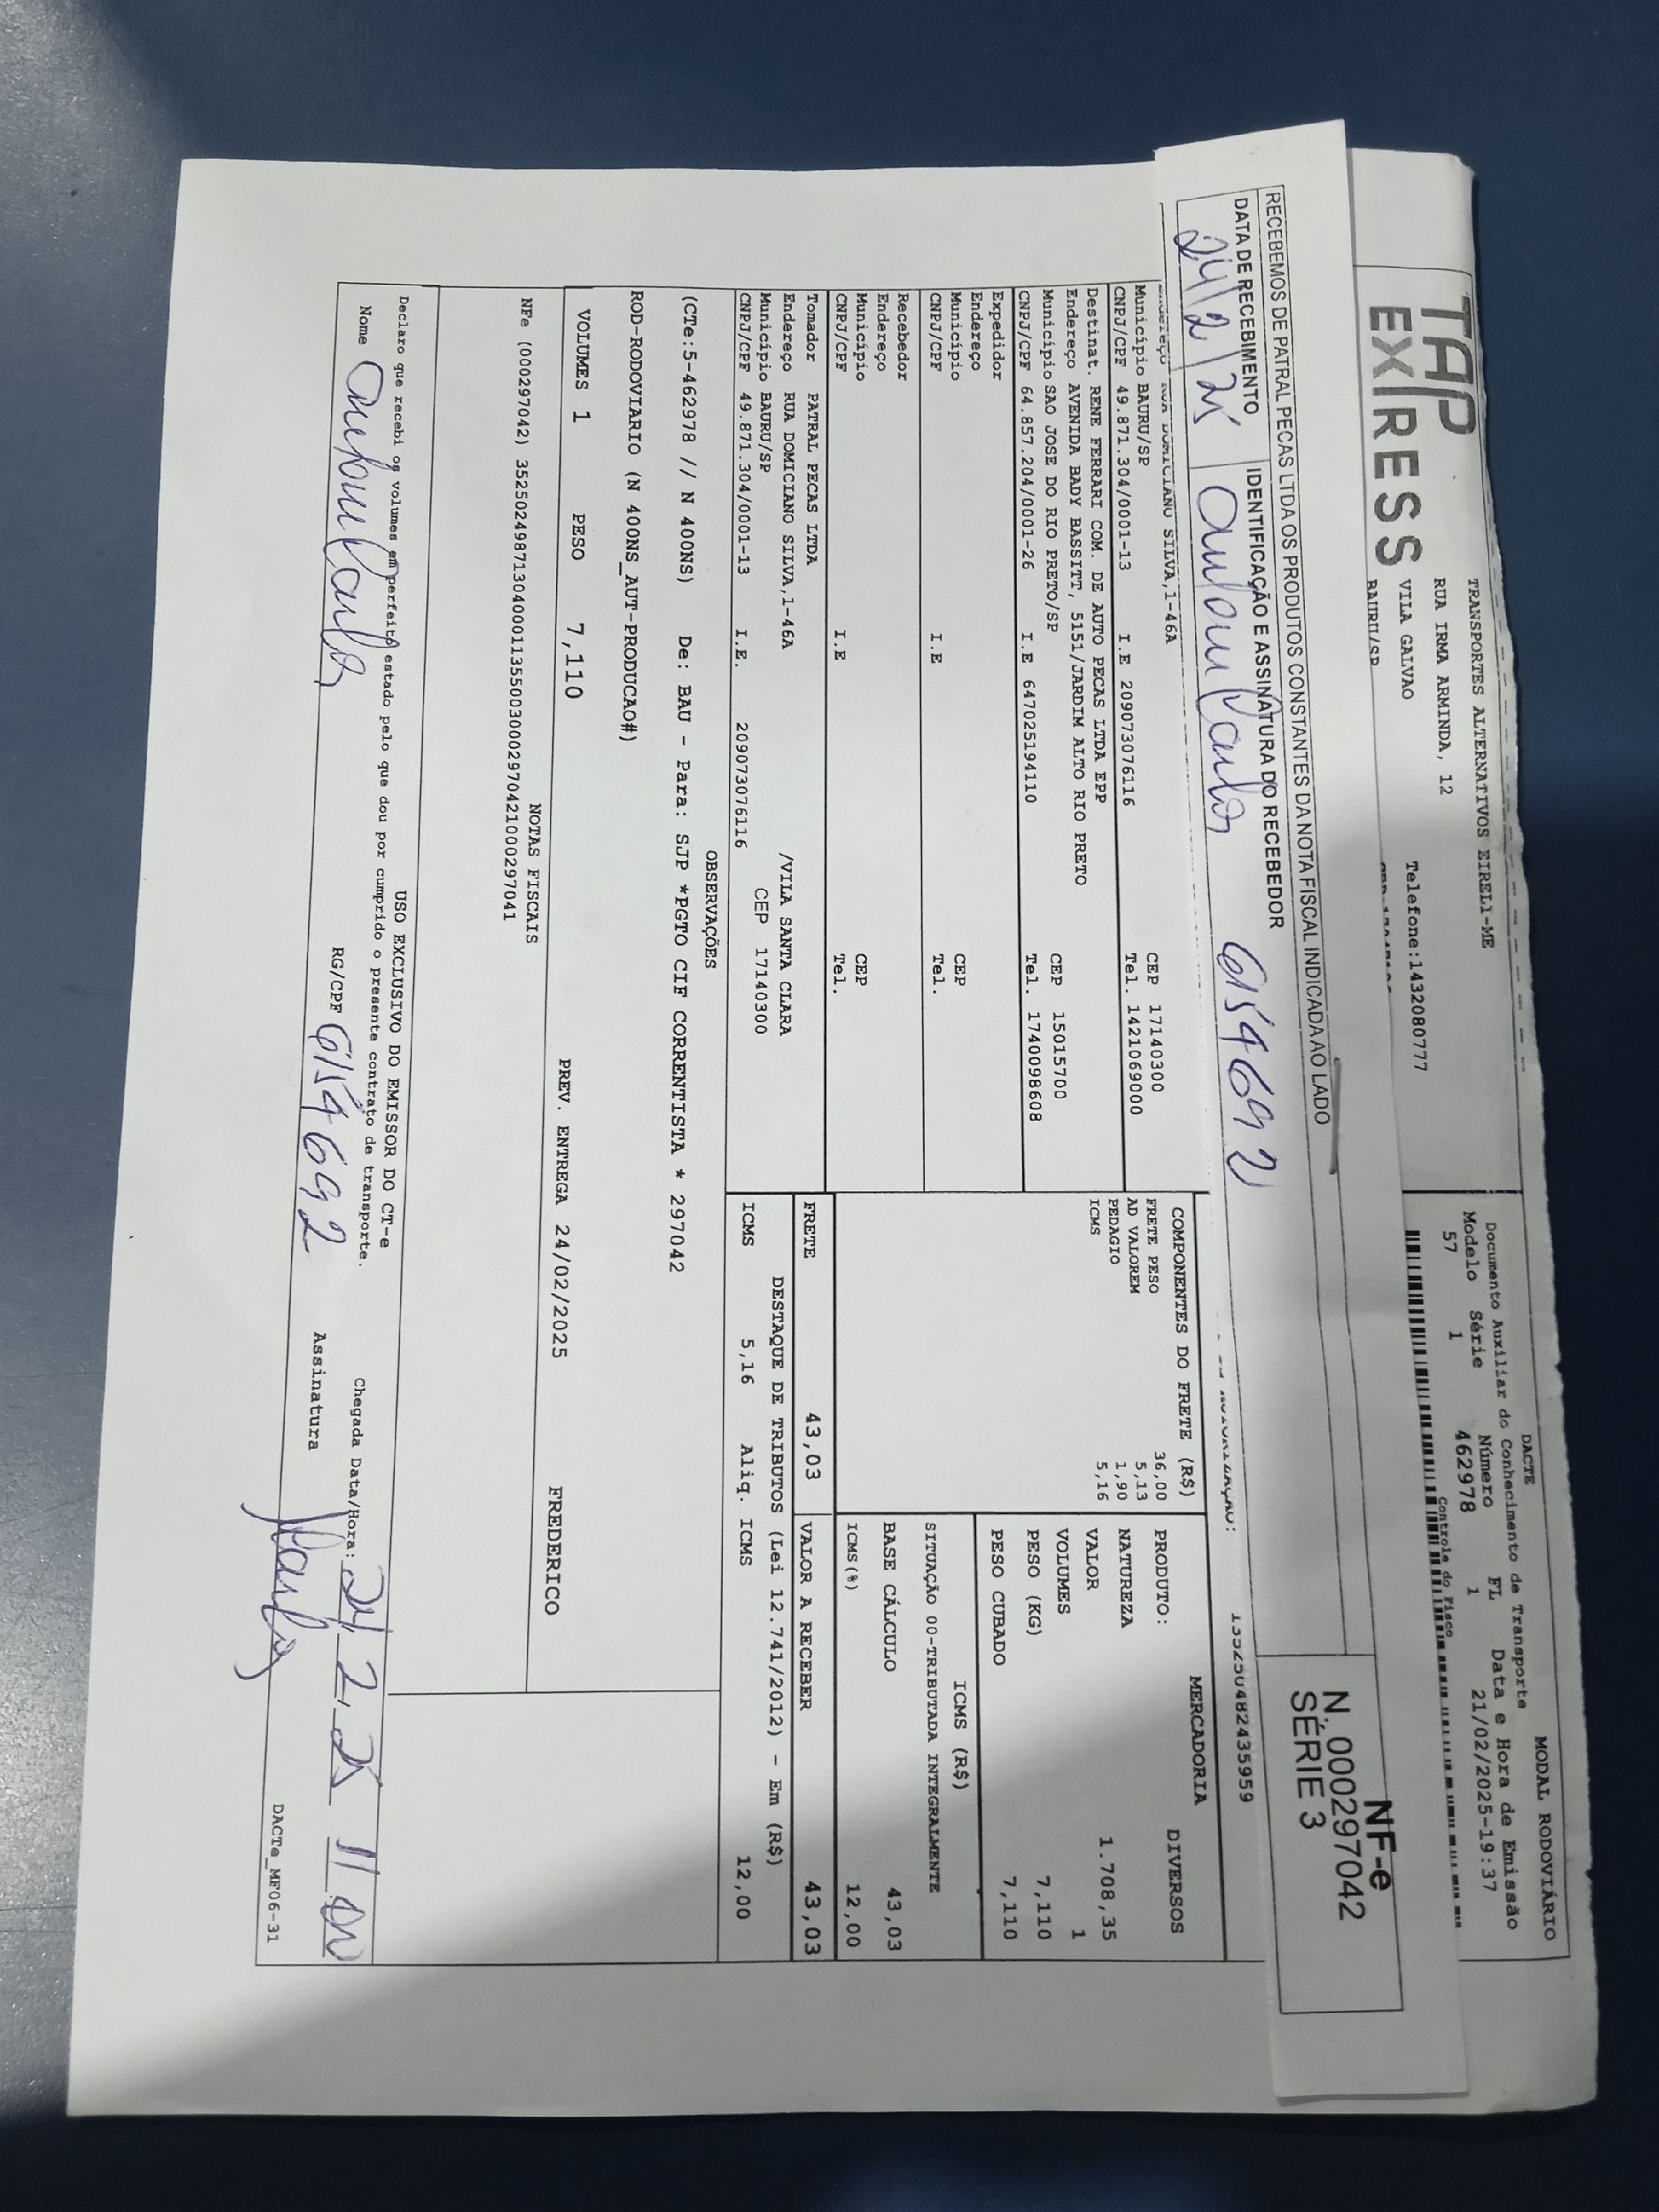 TAP
EXPRESS
TRANSPORTES ALTERNATIVOS EIRELI-ME
RUA IRMA ARMINDA, 12
VILA GALVAO
BAURU/SP
Telefone:1432080777
MODAL RODOVIÁRIO
DACTE
Documento Auxiliar do Conhecimento de Transporte
Modelo Série Número FL Data e Hora de Emissão
57 1 462978 1 21/02/2025-19:37
Controle do Fisco
RECEBEMOS DE PATRAL PECAS LTDA OS PRODUTOS CONSTANTES DA NOTA FISCAL INDICADA AO LADO
DATA DE RECEBIMENTO
IDENTIFICAÇÃO E ASSINATURA DO RECEBEDOR
24/2/25
6154692
NF-e
N. 000297042
SÉRIE 3
135250482435959
RUA DOMICIANO SILVA,1-46A
Município BAURU/SP CEP 17140300
CNPJ/CPF 49.871.304/0001-13 I.E 209073076116 Tel. 1421069000
Destinat. RENE FERRARI COM. DE AUTO PECAS LTDA EPP
Endereço AVENIDA BADY BASSITT, 5151/JARDIM ALTO RIO PRETO
Município SAO JOSE DO RIO PRETO/SP CEP 15015700
CNPJ/CPF 64.857.204/0001-26 I.E 647025194110 Tel. 1740098608
Expedidor
Endereço
Município CEP
CNPJ/CPF I.E Tel.
Recebedor
Endereço
Município CEP
CNPJ/CPF I.E Tel.
Tomador PATRAL PECAS LTDA
Endereço RUA DOMICIANO SILVA,1-46A /VILA SANTA CLARA
Município BAURU/SP CEP 17140300
CNPJ/CPF 49.871.304/0001-13 I.E. 209073076116
COMPONENTES DO FRETE (R$)
FRETE PESO 36,00
AD VALOREM 5,13
PEDAGIO 1,90
ICMS 5,16
MERCADORIA
PRODUTO: DIVERSOS
NATUREZA
VALOR 1.708,35
VOLUMES 1
PESO (KG) 7,110
PESO CUBADO 7,110
ICMS (R$)
SITUAÇÃO 00-TRIBUTADA INTEGRALMENTE
BASE CÁLCULO 43,03
ICMS(%) 12,00
FRETE 43,03
VALOR A RECEBER 43,03
DESTAQUE DE TRIBUTOS (Lei 12.741/2012) - Em (R$)
ICMS 5,16 Aliq. ICMS 12,00
OBSERVAÇÕES
(CTe:5-462978 // N 400NS) De: BAU - Para: SJP *PGTO CIF CORRENTISTA * 297042
ROD-RODOVIARIO (N 400NS_AUT-PRODUCAO#)
VOLUMES 1 PESO 7,110 PREV. ENTREGA 24/02/2025 FREDERICO
NOTAS FISCAIS
NFe (000297042) 35250249871304000113550030002970421000297041
USO EXCLUSIVO DO EMISSOR DO CT-e
Declaro que recebi os volumes em perfeito estado pelo que dou por cumprido o presente contrato de transporte.
Chegada Data/Hora: 24 2 25 11
Nome
RG/CPF 6154692
Assinatura
DACTe_MF06-31